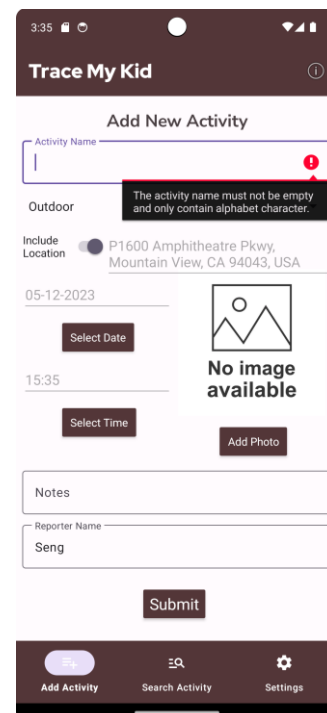 3:35
Trace My Kid
Add New Activity
Activity Name
The activity name must not be empty
and only contain alphabet character.
Outdoor
Include
Location
P1600 Amphitheatre Pkwy,
Mountain View, CA 94043, USA
05-12-2023
Select Date
15:35
Select Time
No image
available
Add Photo
Notes
Reporter Name
Seng
Submit
Add Activity
Search Activity
Settings